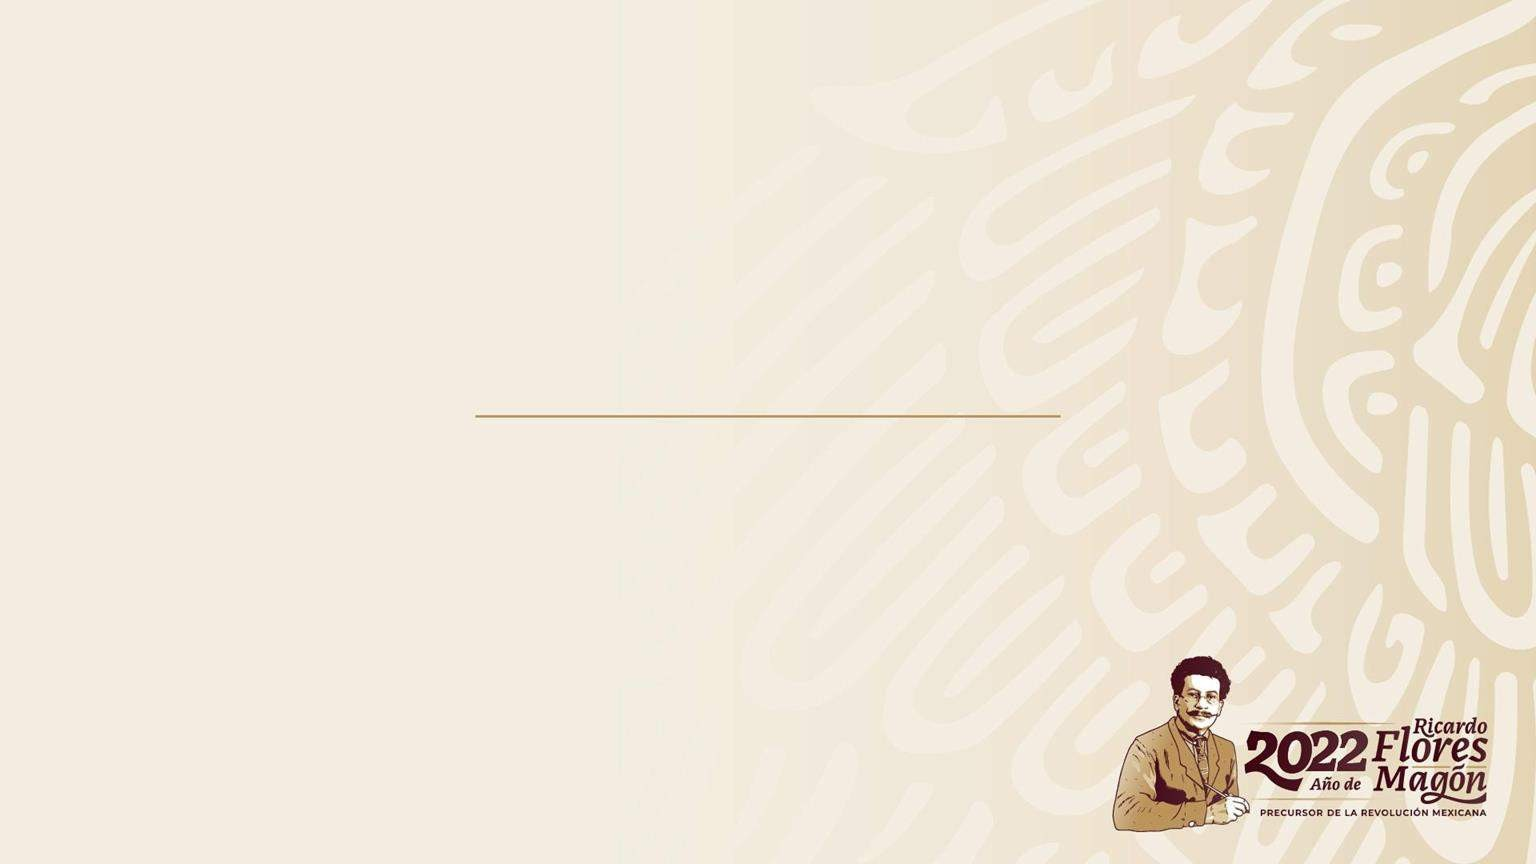 Ricardo
2022 Flores
Año de Magón
PRECURSOR DE LA REVOLUCIÓN MEXICANA